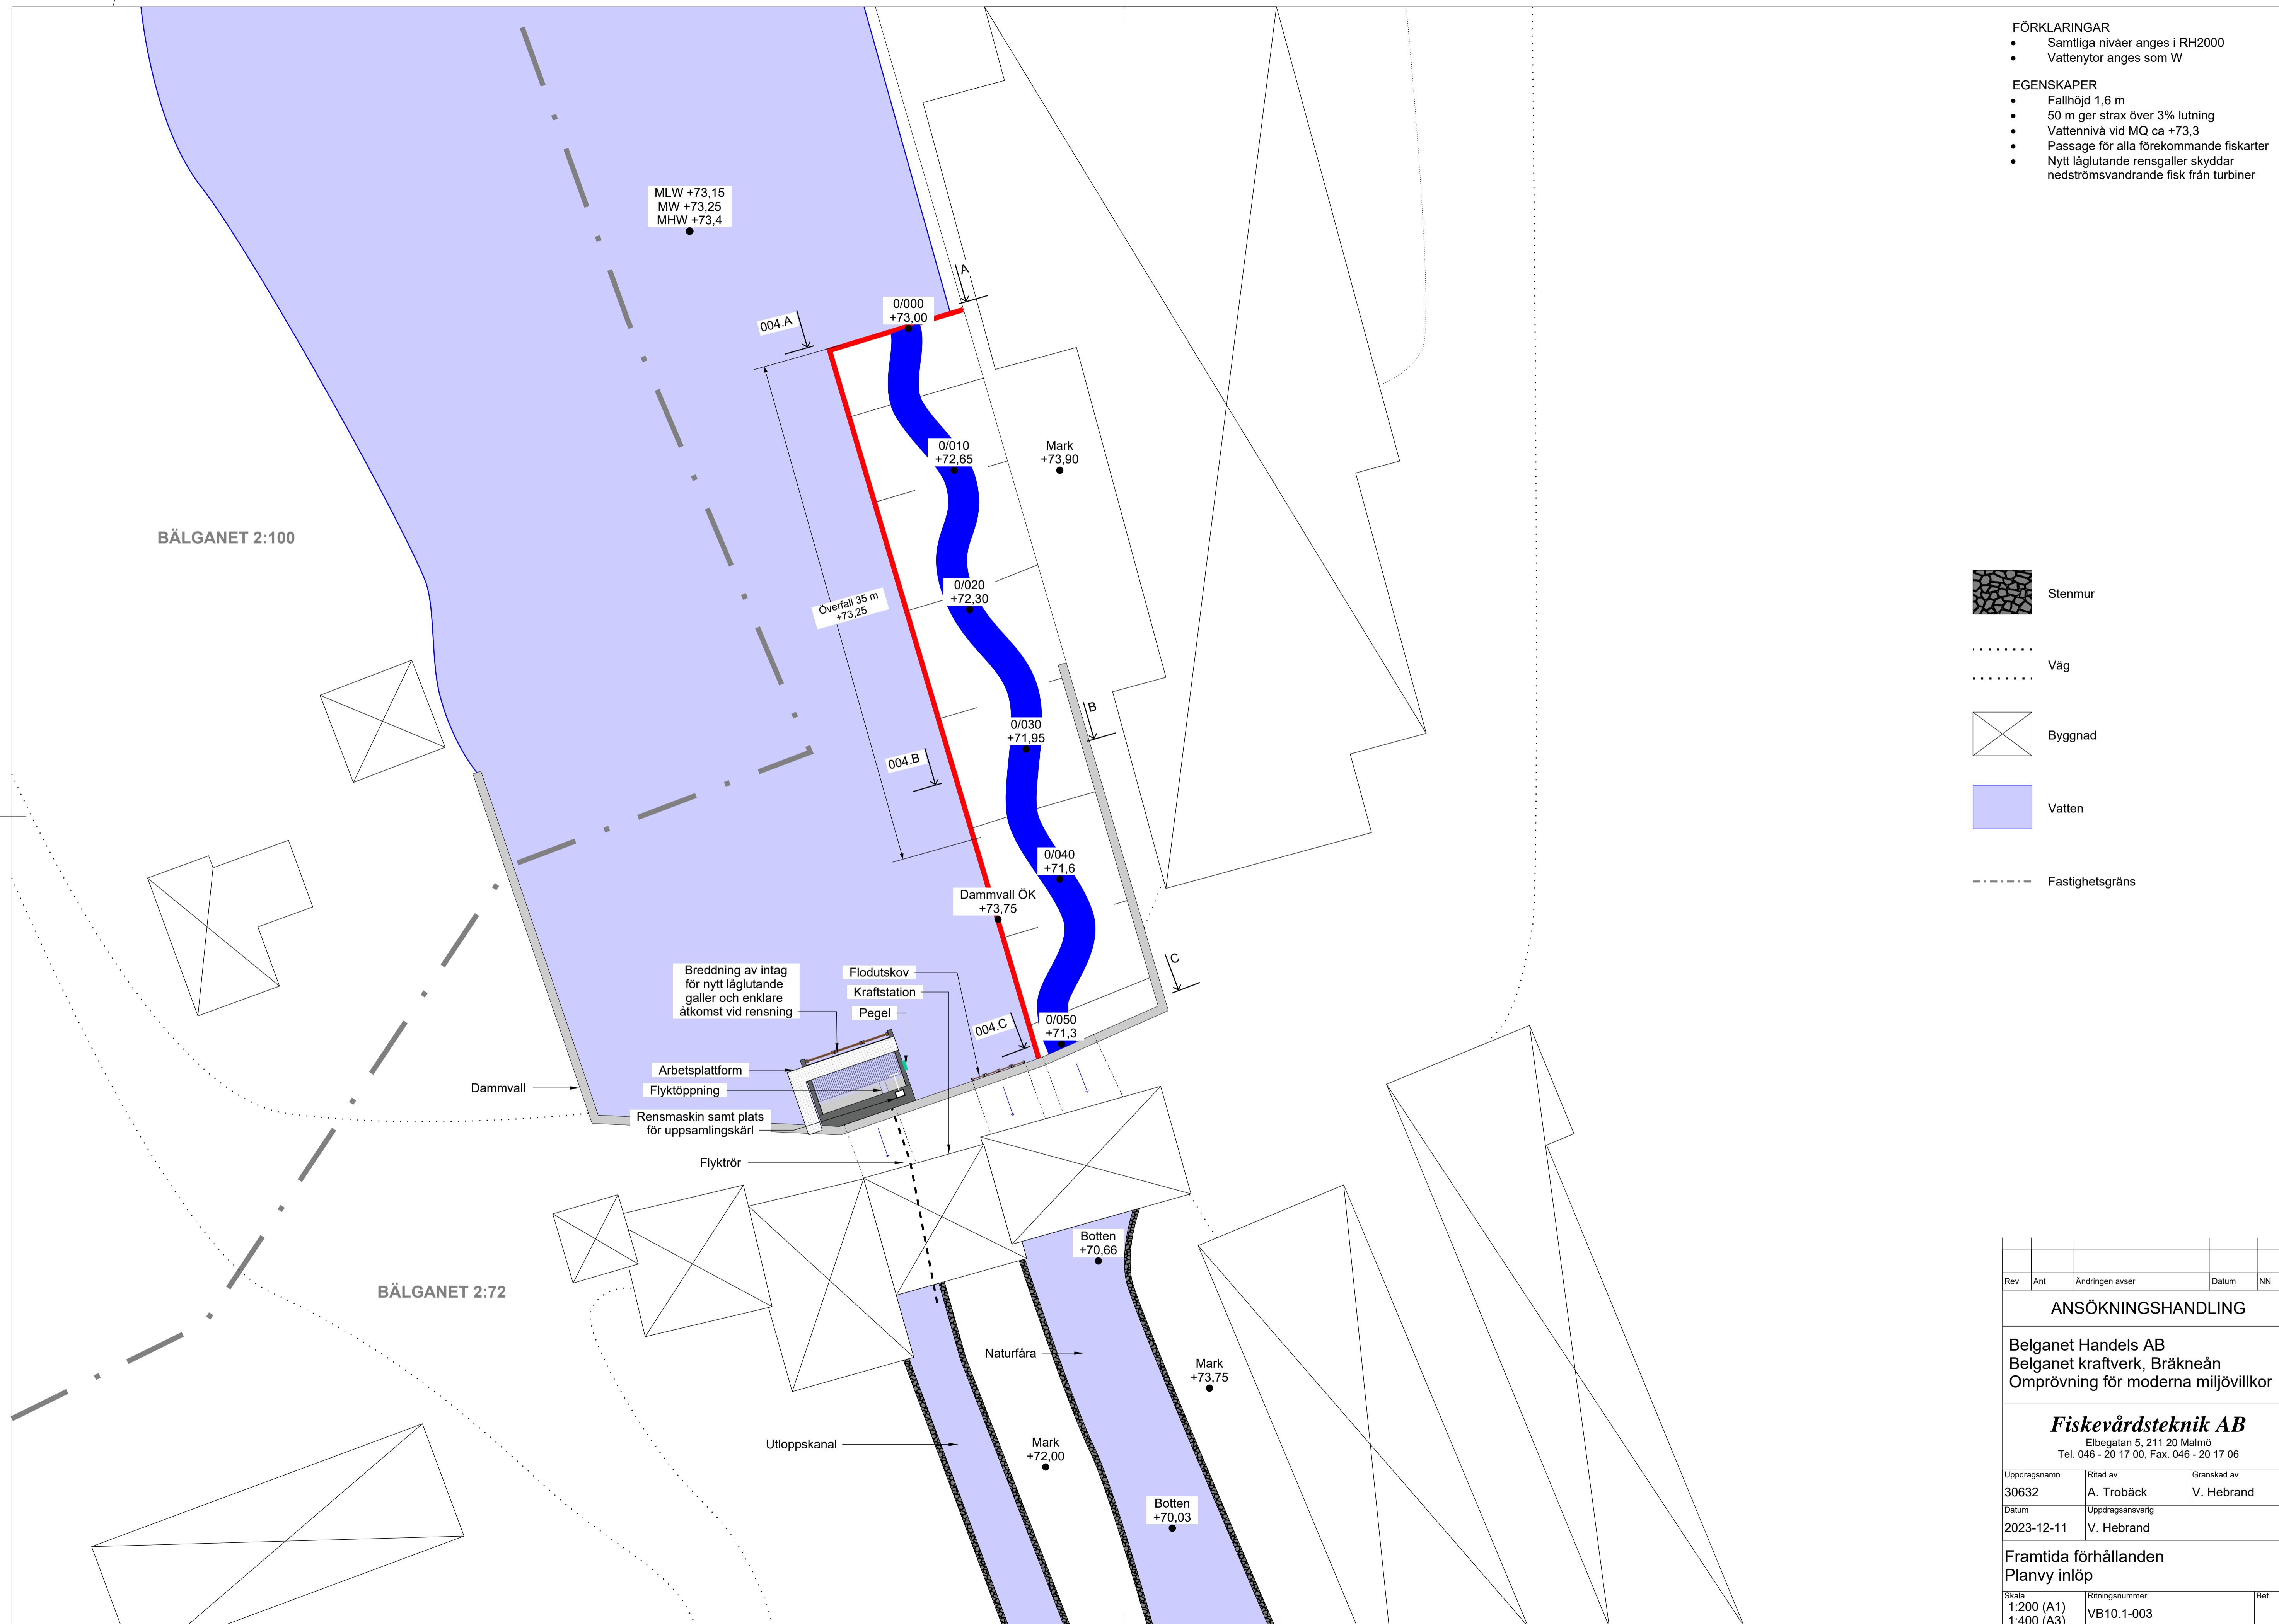 FÖRKLARINGAR
• Samtliga nivåer anges i RH2000
• Vattenytor anges som W
EGENSKAPER
• Fallhöjd 1,6 m
• 50 m ger strax över 3% lutning
• Vattennivå vid MQ ca +73,3
• Passage för alla förekommande fiskarter
• Nytt låglutande rensgaller skyddar
nedströmsvandrande fisk från turbiner
MLW +73,15
MW +73,25
MHW +73,4
A
0/000
+73,00
004.A
0/010
+72,65
Mark
+73,90
BÄLGANET 2:100
0/020
+72,30
Överfall 35 m
+73,25
Stenmur
Väg
Byggnad
Vatten
Fastighetsgräns
B
0/030
+71,95
004.B
0/040
+71,6
Dammvall ÖK
+73,75
C
Breddning av intag
för nytt låglutande
galler och enklare
åtkomst vid rensning
Flodutskov
Kraftstation
Pegel
004.C
0/050
+71,3
Arbetsplattform
Dammvall
Flyktöppning
Rensmaskin samt plats
för uppsamlingskärl
Flyktrör
Botten
+70,66
BÄLGANET 2:72
Naturfåra
Mark
+73,75
Utloppskanal
Mark
+72,00
Botten
+70,03
Rev Ant Ändringen avser Datum NN
ANSÖKNINGSHANDLING
Belganet Handels AB
Belganet kraftverk, Bräkneån
Omprövning för moderna miljövillkor
Fiskevårdsteknik AB
Elbegatan 5, 211 20 Malmö
Tel. 046 - 20 17 00, Fax. 046 - 20 17 06
Uppdragsnamn Ritad av Granskad av
30632 A. Trobäck V. Hebrand
Datum Uppdragsansvarig
2023-12-11 V. Hebrand
Framtida förhållanden
Planvy inlöp
Skala Ritningsnummer Bet
1:200 (A1)
VB10.1-003
1:400 (A3)